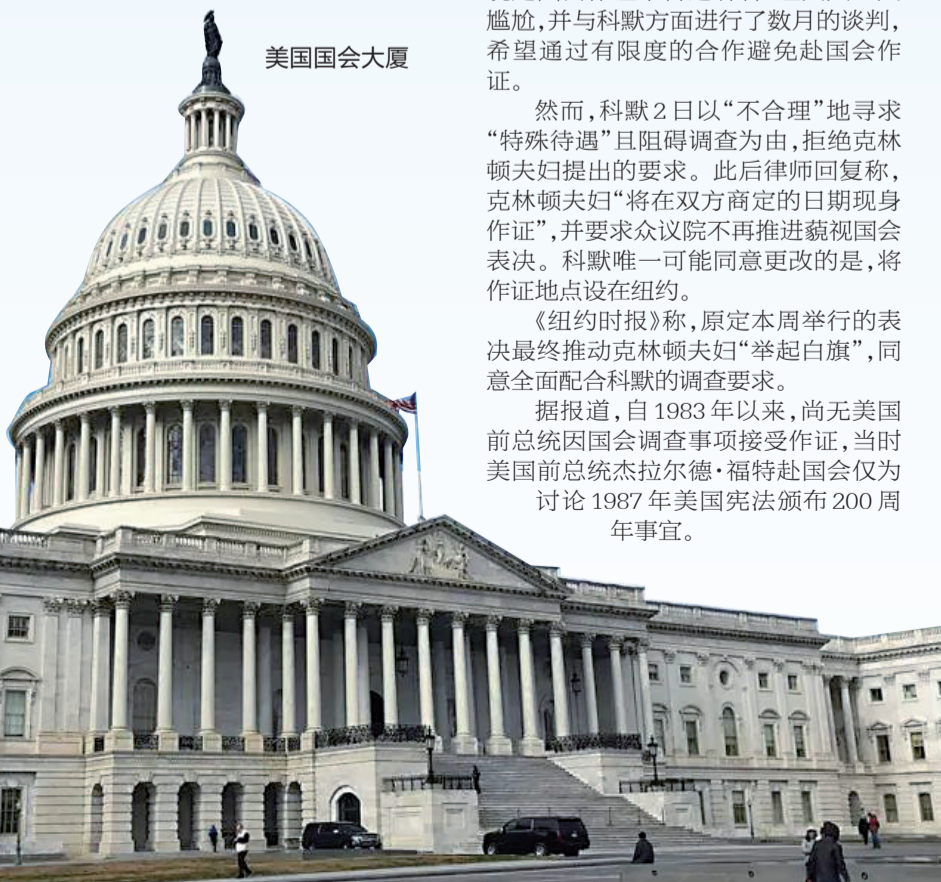 美国国会大厦
尴尬，并与科默方面进行了数月的谈判，
希望通过有限度的合作避免赴国会作
证。
然而，科默2日以“不合理”地寻求
“特殊待遇”且阻碍调查为由，拒绝克林
顿夫妇提出的要求。此后律师回复称，
克林顿夫妇“将在双方商定的日期现身
作证”，并要求众议院不再推进藐视国会
表决。科默唯一可能同意更改的是，将
作证地点设在纽约。
《纽约时报》称，原定本周举行的表
决最终推动克林顿夫妇“举起白旗”，同
意全面配合科默的调查要求。
据报道，自1983年以来，尚无美国
前总统因国会调查事项接受作证，当时
美国前总统杰拉尔德·福特赴国会仅为
讨论1987年美国宪法颁布200周
年事宜。